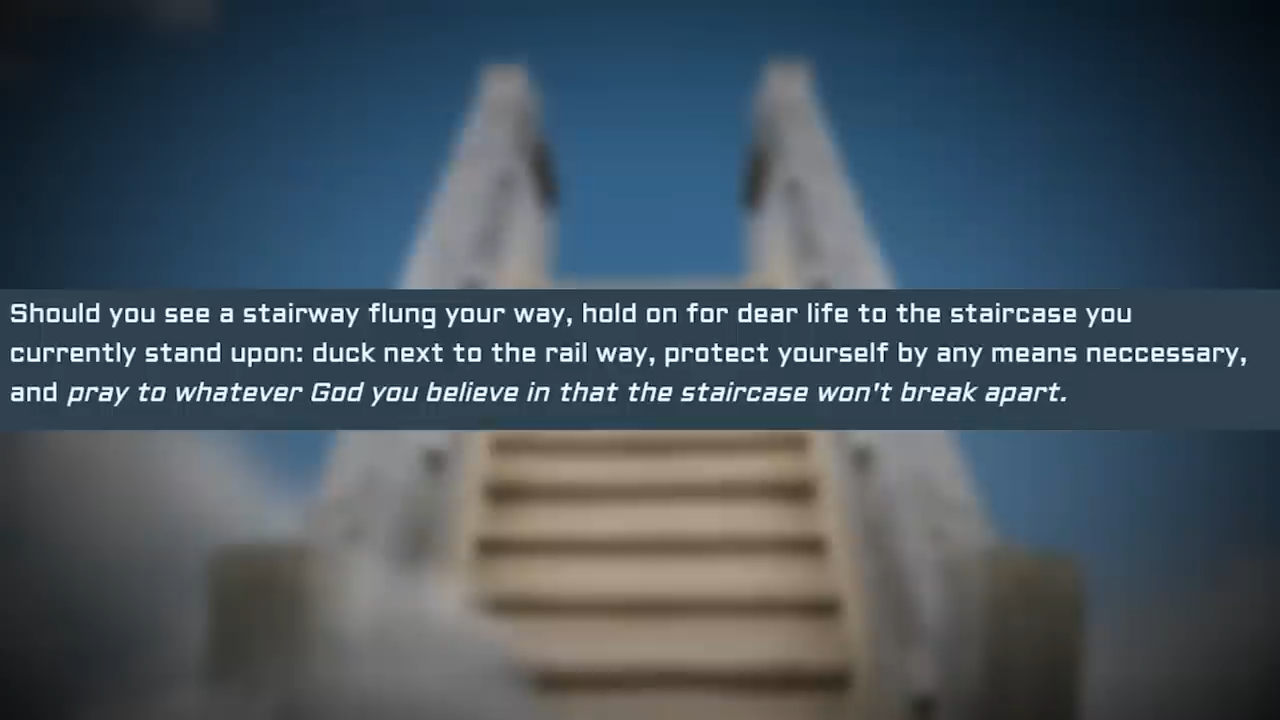 Should you see a stairway flung your way, hold on for dear life to the staircase you
currently stand upon: duck next to the rail way, protect yourself by any means neccessary,
and pray to whatever God you believe in that the staircase won't break apart.